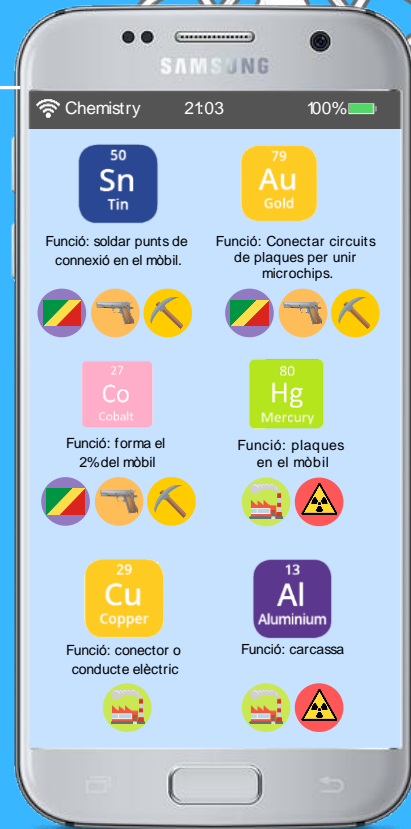 SAMSUNG
Chemistry 21:03 100%
50
Sn
Tin
Funció: soldar punts de
connexió en el mòbil.
79
Au
Gold
Funció: Conectar circuits
de plaques per unir
microchips.
27
Co
Cobalt
Funció: forma el
2% del mòbil
80
Hg
Mercury
Funció: plaques
en el mòbil
29
Cu
Copper
Funció: conector o
conducte elèctric
13
Al
Aluminium
Funció: carcassa